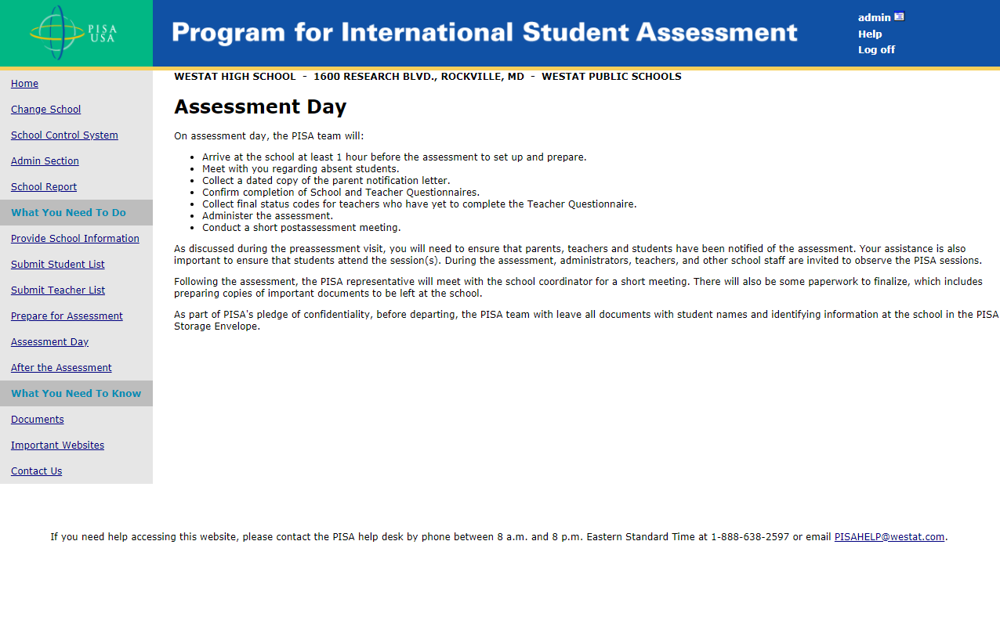 PISA
USA
Program for International Student Assessment
admin
Help
Log off
WESTAT HIGH SCHOOL - 1600 RESEARCH BLVD., ROCKVILLE, MD - WESTAT PUBLIC SCHOOLS
Home
Change School
School Control System
Admin Section
School Report
What You Need To Do
Provide School Information
Submit Student List
Submit Teacher List
Prepare for Assessment
Assessment Day
After the Assessment
What You Need To Know
Documents
Important Websites
Contact Us
Assessment Day
On assessment day, the PISA team will:
• Arrive at the school at least 1 hour before the assessment to set up and prepare.
• Meet with you regarding absent students.
• Collect a dated copy of the parent notification letter.
• Confirm completion of School and Teacher Questionnaires.
• Collect final status codes for teachers who have yet to complete the Teacher Questionnaire.
• Administer the assessment.
• Conduct a short postassessment meeting.
As discussed during the preassessment visit, you will need to ensure that parents, teachers and students have been notified of the assessment. Your assistance is also
important to ensure that students attend the session(s). During the assessment, administrators, teachers, and other school staff are invited to observe the PISA sessions.
Following the assessment, the PISA representative will meet with the school coordinator for a short meeting. There will also be some paperwork to finalize, which includes
preparing copies of important documents to be left at the school.
As part of PISA's pledge of confidentiality, before departing, the PISA team with leave all documents with student names and identifying information at the school in the PISA
Storage Envelope.
If you need help accessing this website, please contact the PISA help desk by phone between 8 a.m. and 8 p.m. Eastern Standard Time at 1-888-638-2597 or email PISAHELP@westat.com.